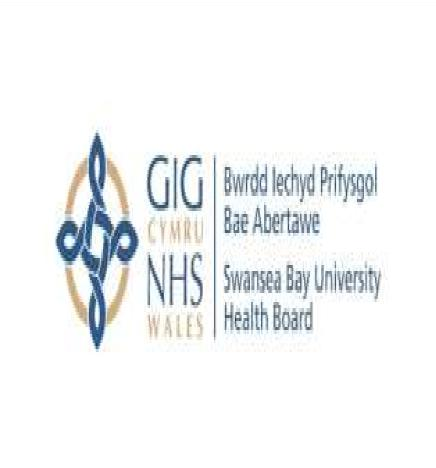 GIG
CYMRU
NHS
WALES
Bwrdd Iechyd Prifysgol
Bae Abertawe
Swansea Bay University
Health Board